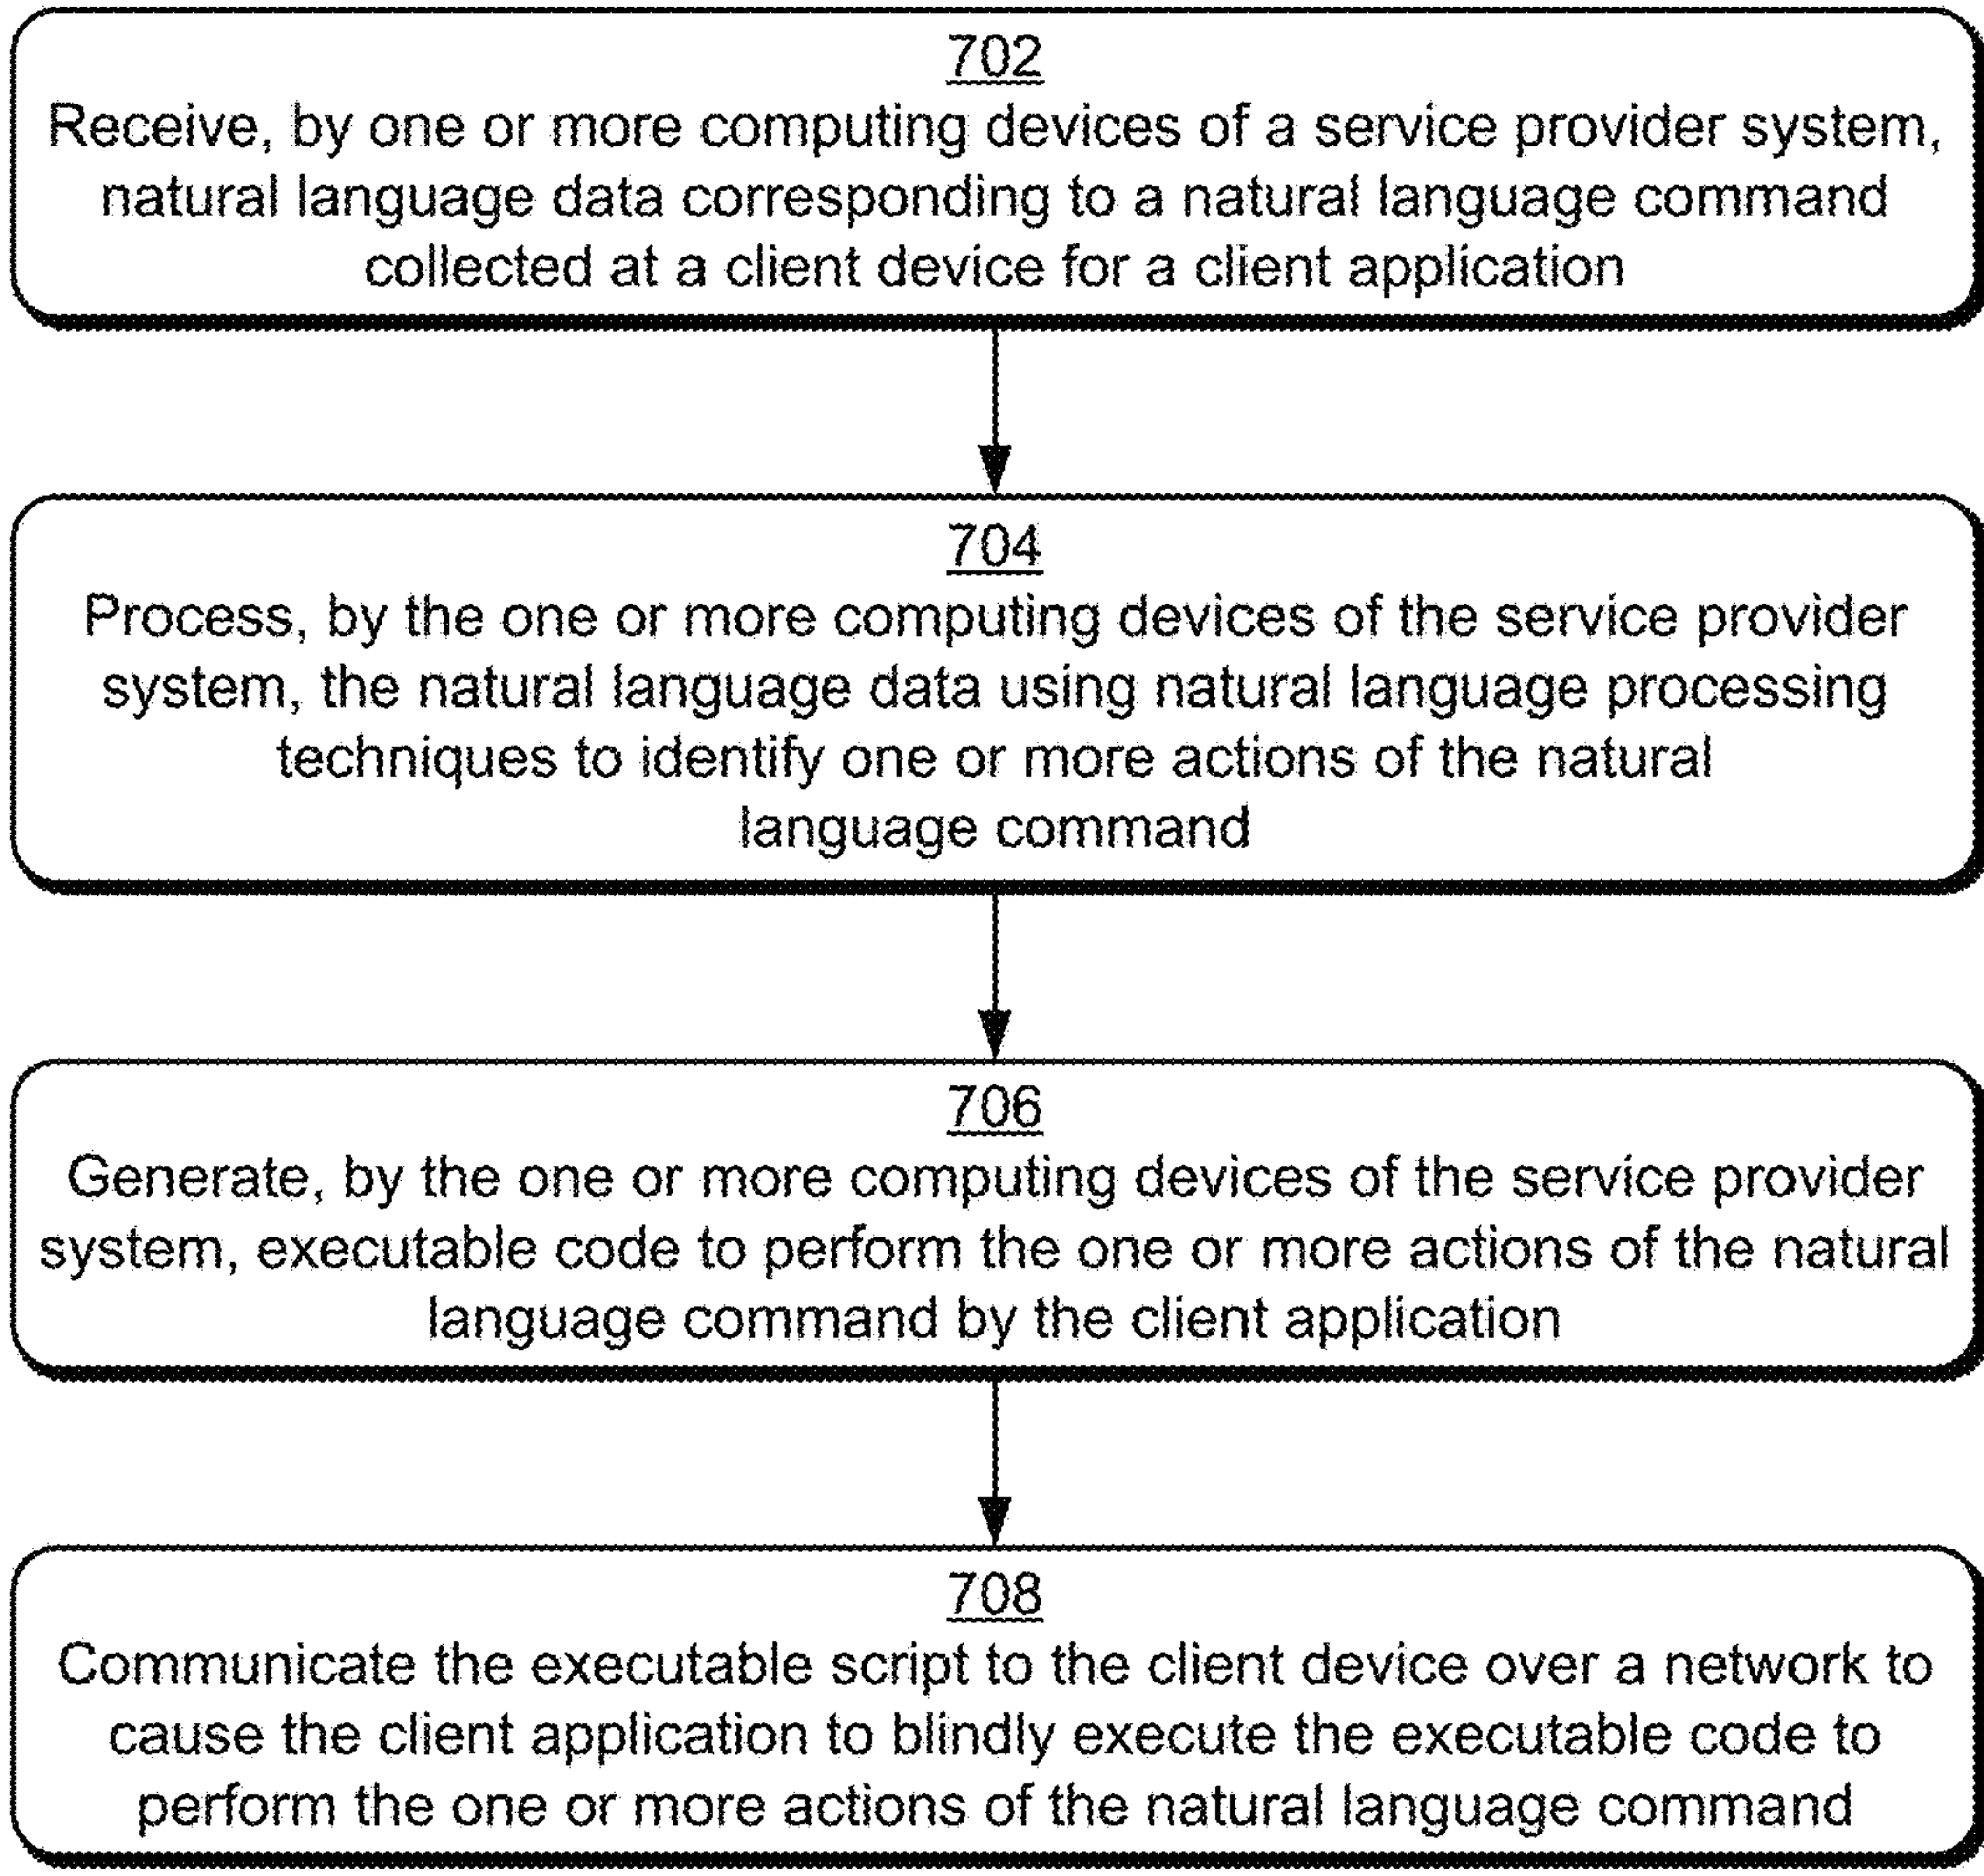 702
Receive, by one or more computing devices of a service provider system,
natural language data corresponding to a natural language command
collected at a client device for a client application
704
Process, by the one or more computing devices of the service provider
system, the natural language data using natural language processing
techniques to identify one or more actions of the natural
language command
706
Generate, by the one or more computing devices of the service provider
system, executable code to perform the one or more actions of the natural
language command by the client application
708
Communicate the executable script to the client device over a network to
cause the client application to blindly execute the executable code to
perform the one or more actions of the natural language command